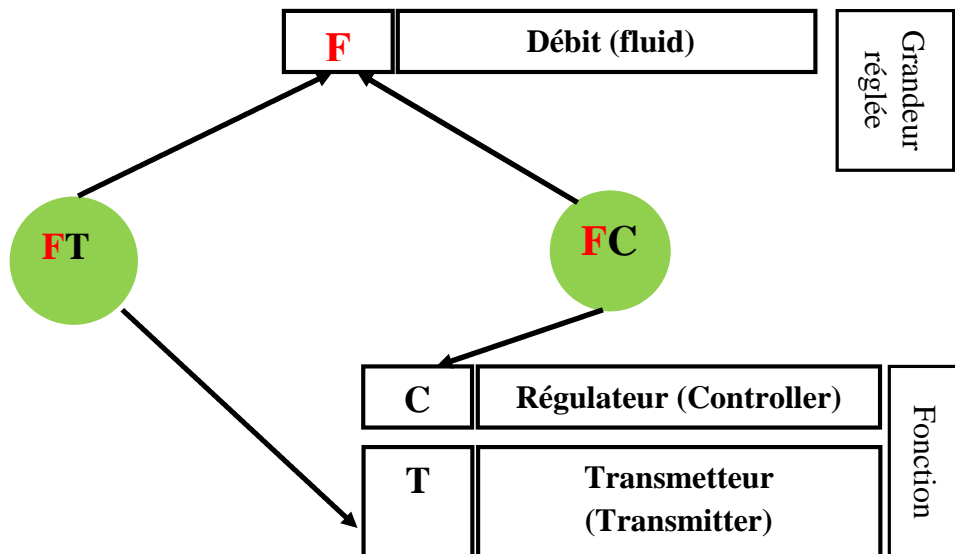 F
Débit (fluid)
Grandeur
réglée
FT
FC
C
Régulateur (Controller)
T
Transmetteur
(Transmitter)
Fonction